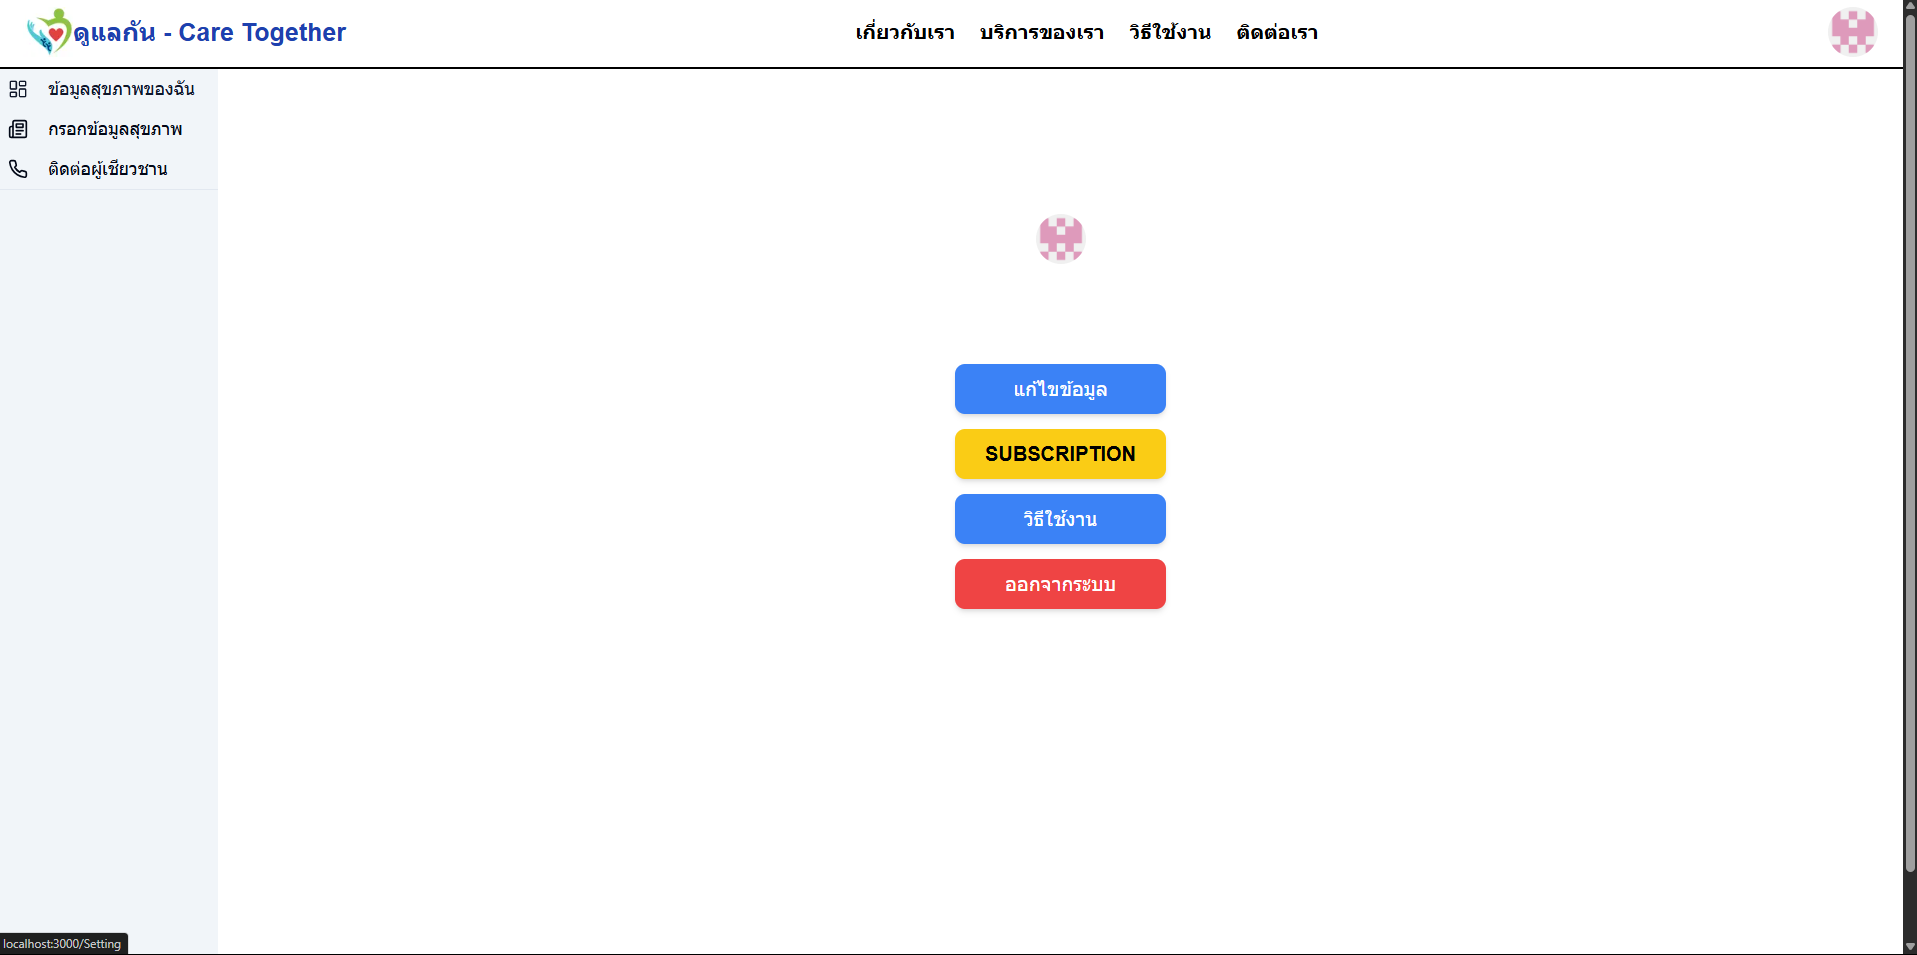 ดูแลกัน - Care Together
เกี่ยวกับเรา บริการของเรา วิธีใช้งาน ติดต่อเรา
ข้อมูลสุขภาพของฉัน
กรอกข้อมูลสุขภาพ
ติดต่อผู้เชียวชาน
แก้ไขข้อมูล
SUBSCRIPTION
วิธีใช้งาน
ออกจากระบบ
localhost:3000/Setting